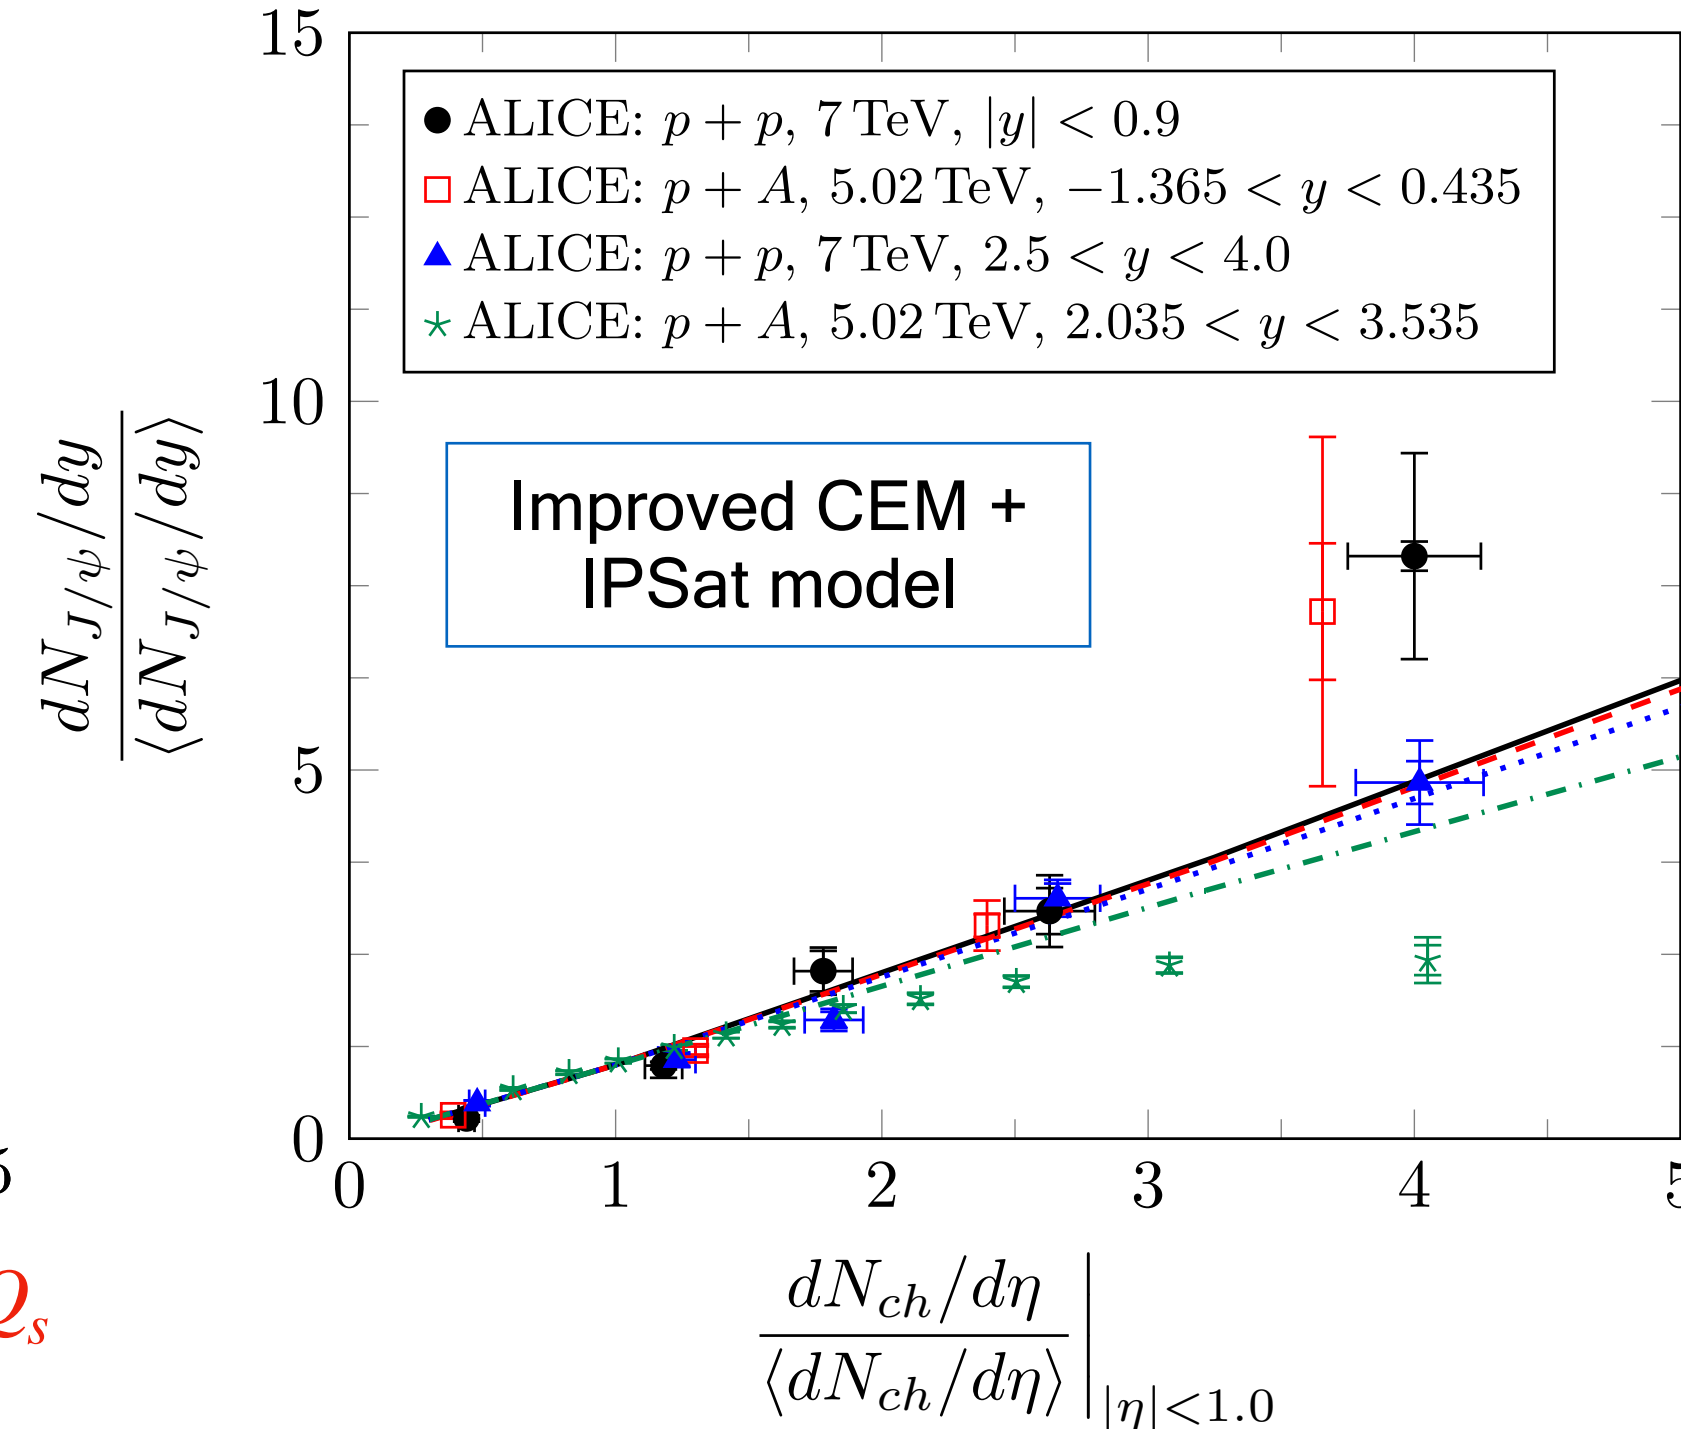 15
ALICE: p + p, 7 TeV, |y| < 0.9
ALICE: p + A, 5.02 TeV, −1.365 < y < 0.435
ALICE: p + p, 7 TeV, 2.5 < y < 4.0
ALICE: p + A, 5.02 TeV, 2.035 < y < 3.535
10
Improved CEM +
IPSat model
dN_{J/ψ}/dy
⟨dN_{J/ψ}/dy⟩
5
0
0 1 2 3 4 5
Q_s
dN_{ch}/dη
⟨dN_{ch}/dη⟩ |_{|η|<1.0}